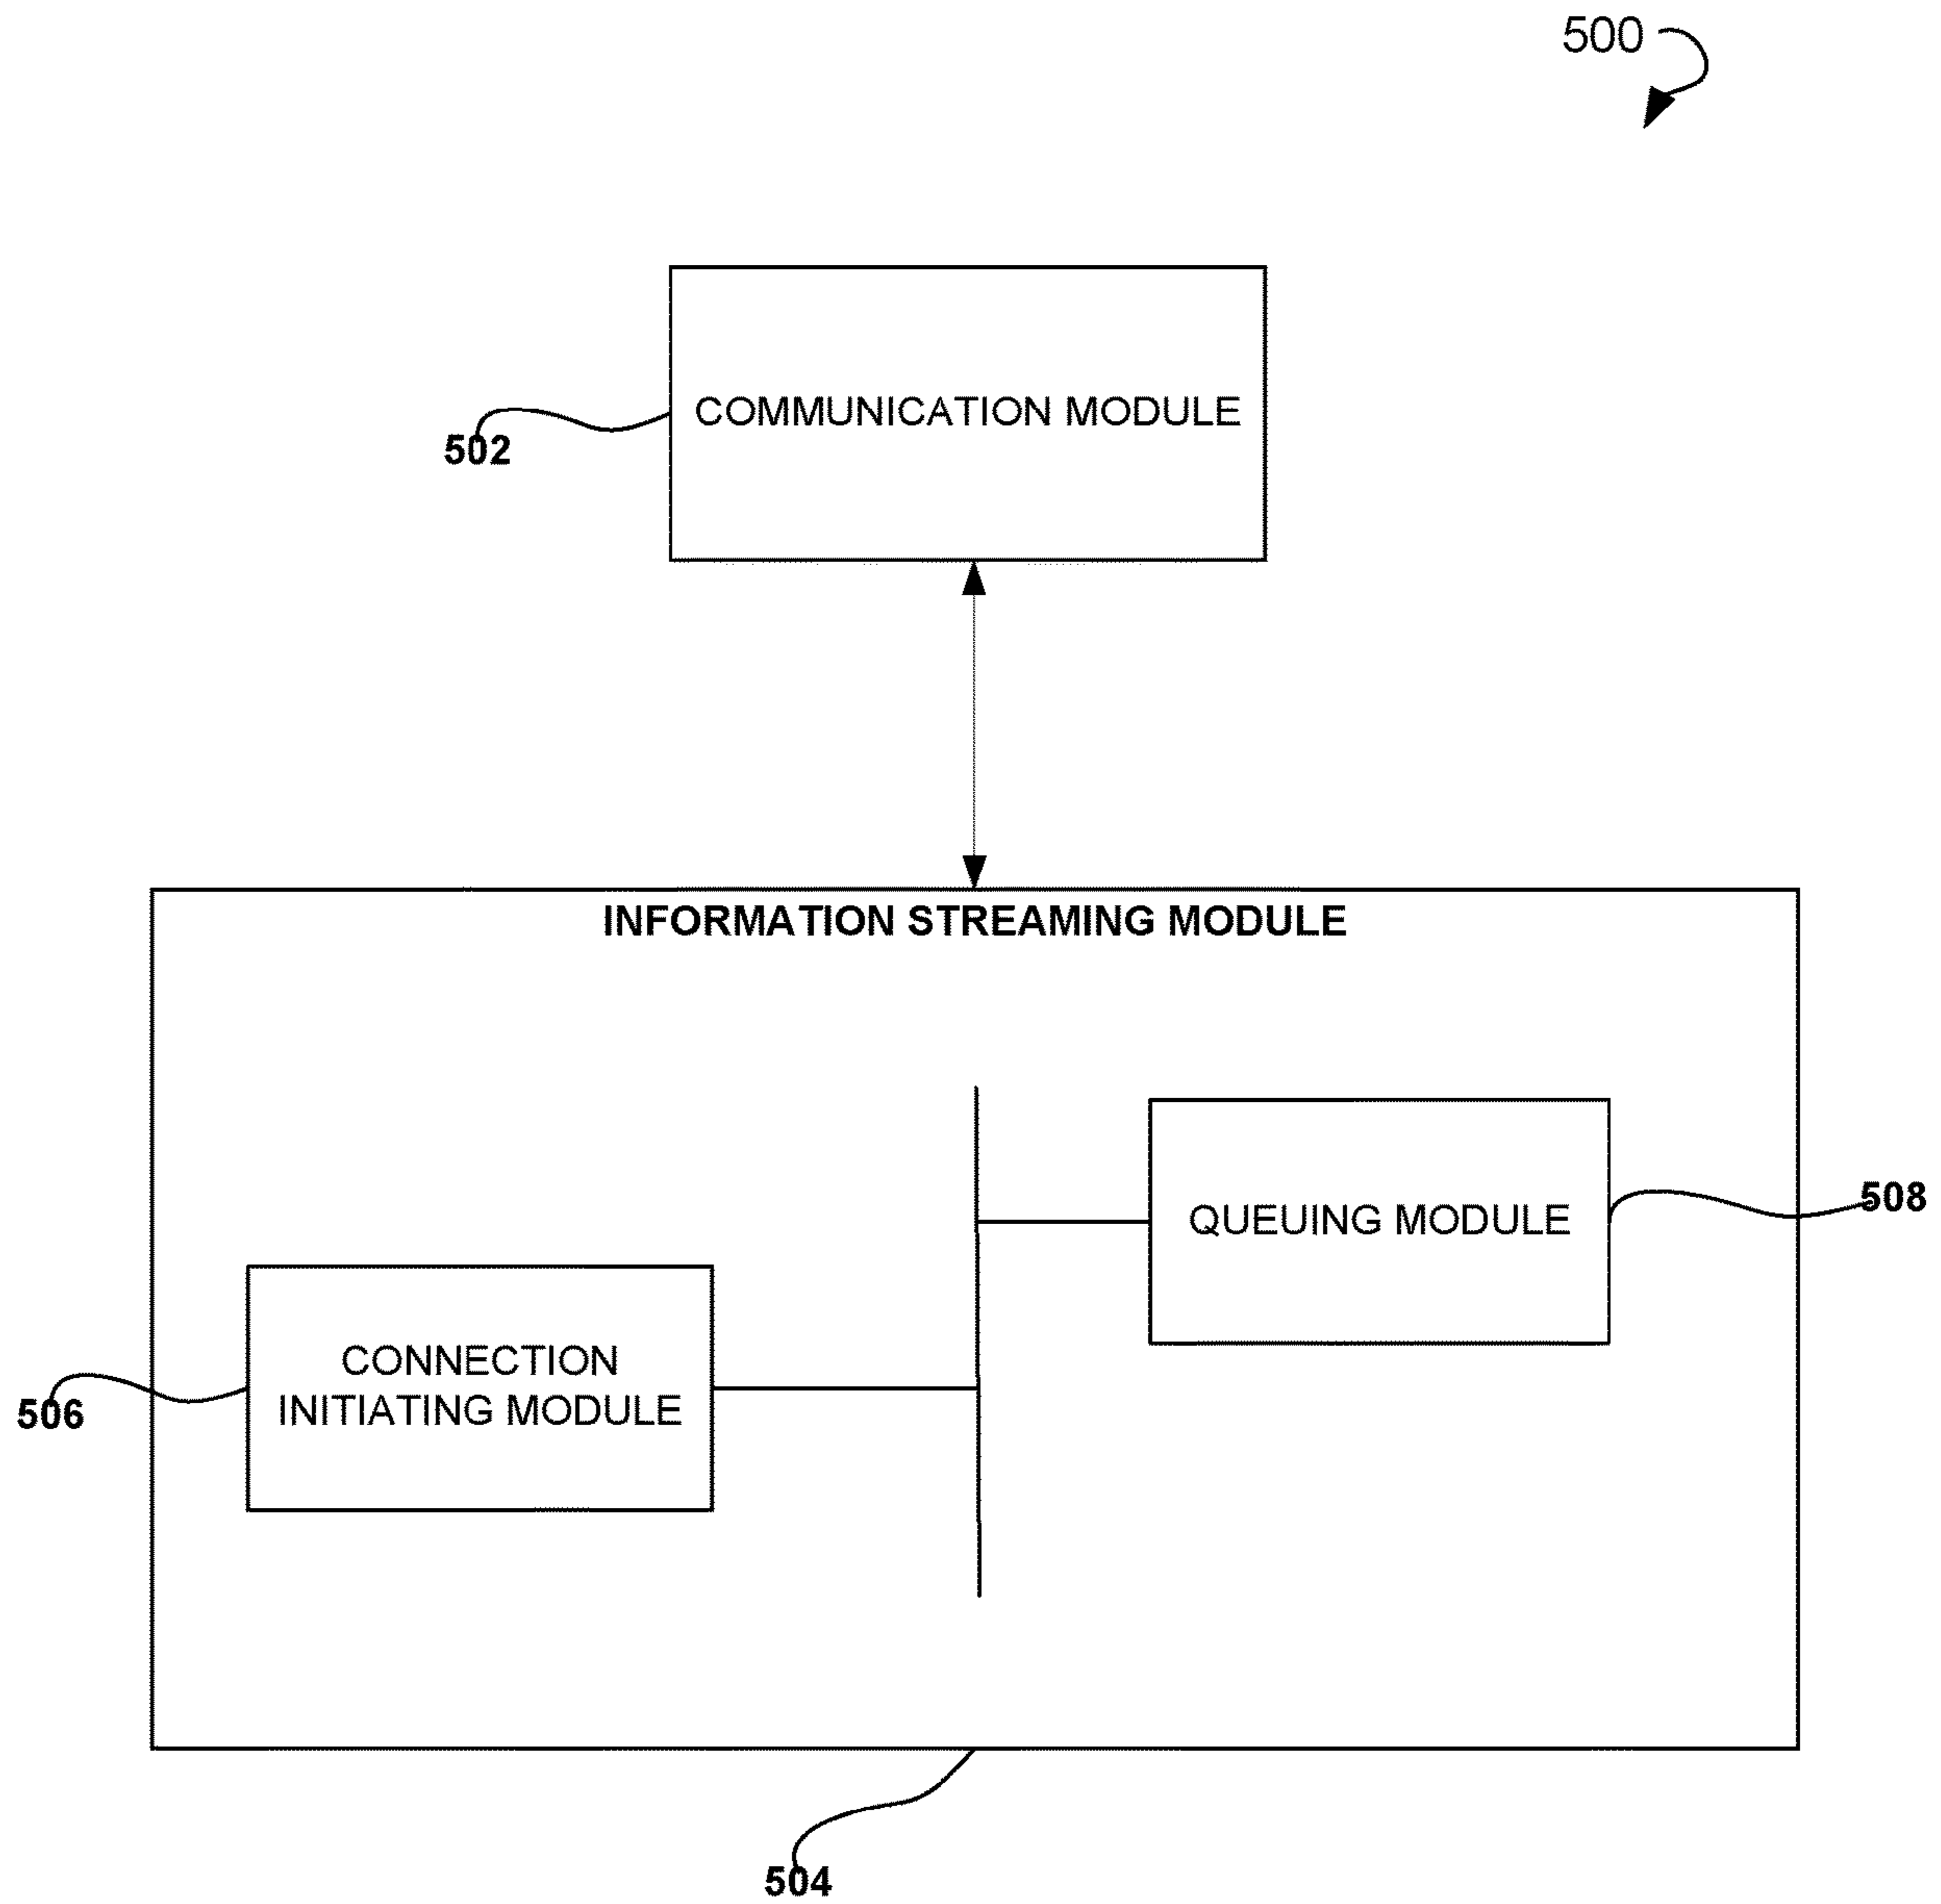 500
COMMUNICATION MODULE
502
INFORMATION STREAMING MODULE
QUEUING MODULE
508
CONNECTION
INITIATING MODULE
506
504